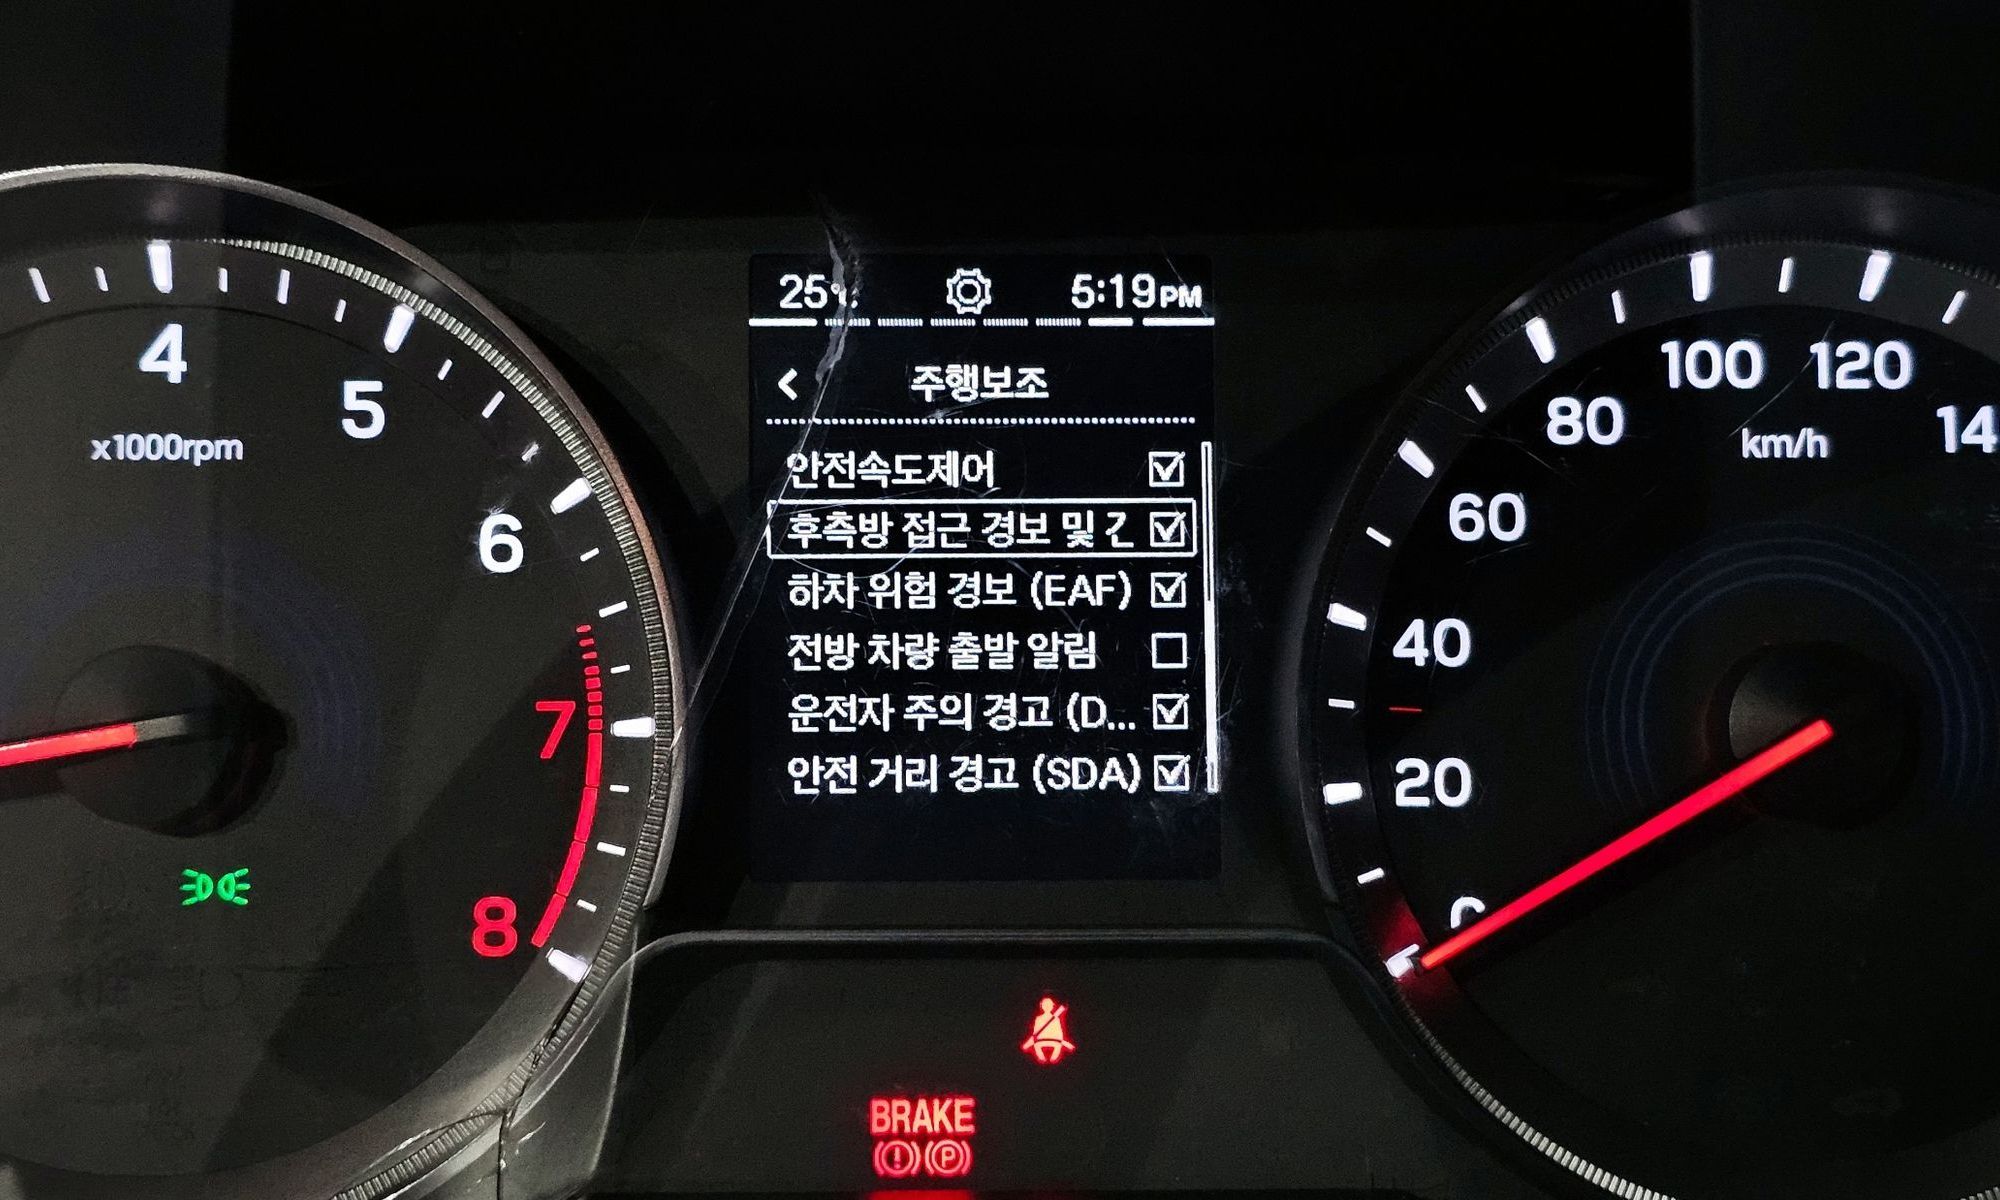 25℃ 5:19PM
< 주행보조
안전속도제어
후측방 접근 경보 및 긴
하차 위험 경보 (EAF)
전방 차량 출발 알림
운전자 주의 경고 (D...
안전 거리 경고 (SDA)
4
5
6
7
8
x1000rpm
0
20
40
60
80
100
120
14
km/h
BRAKE
(!) (P)